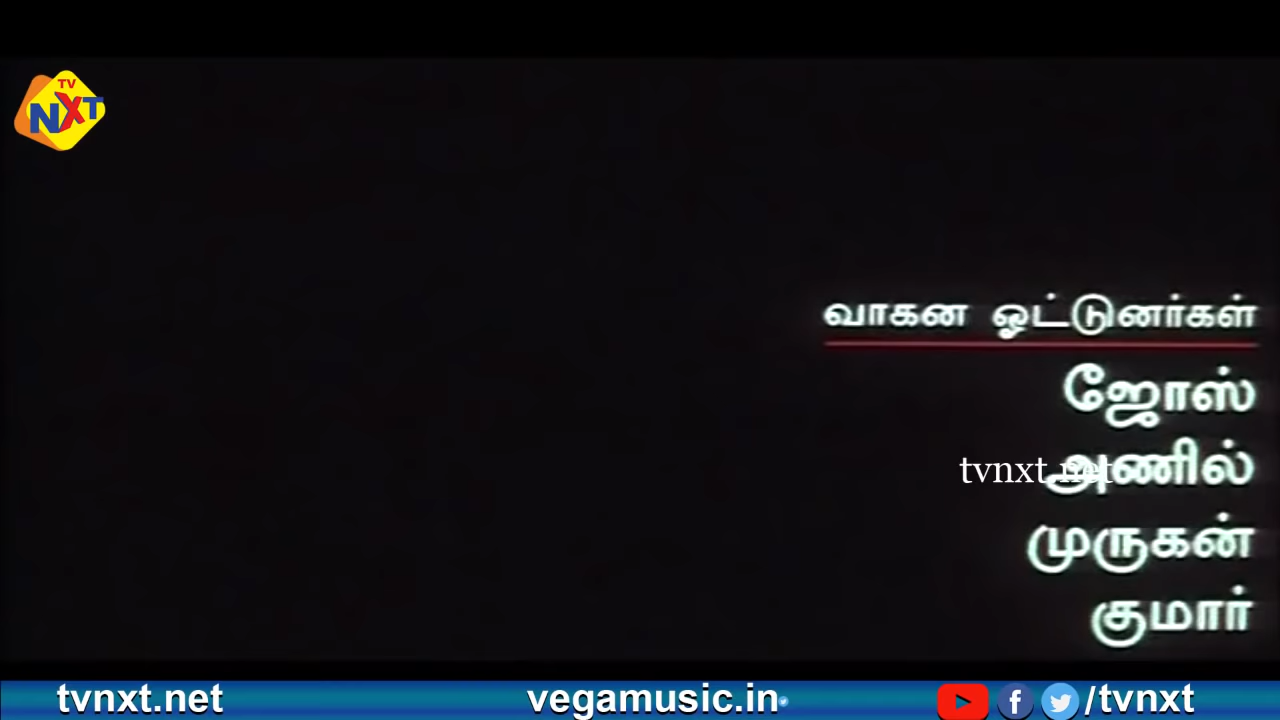 TV
NXT
வாகன ஓட்டுனர்கள்
ஜோஸ்
அணில்
tvnxt.net
முருகன்
குமார்
tvnxt.net
vegamusic.in
/tvnxt